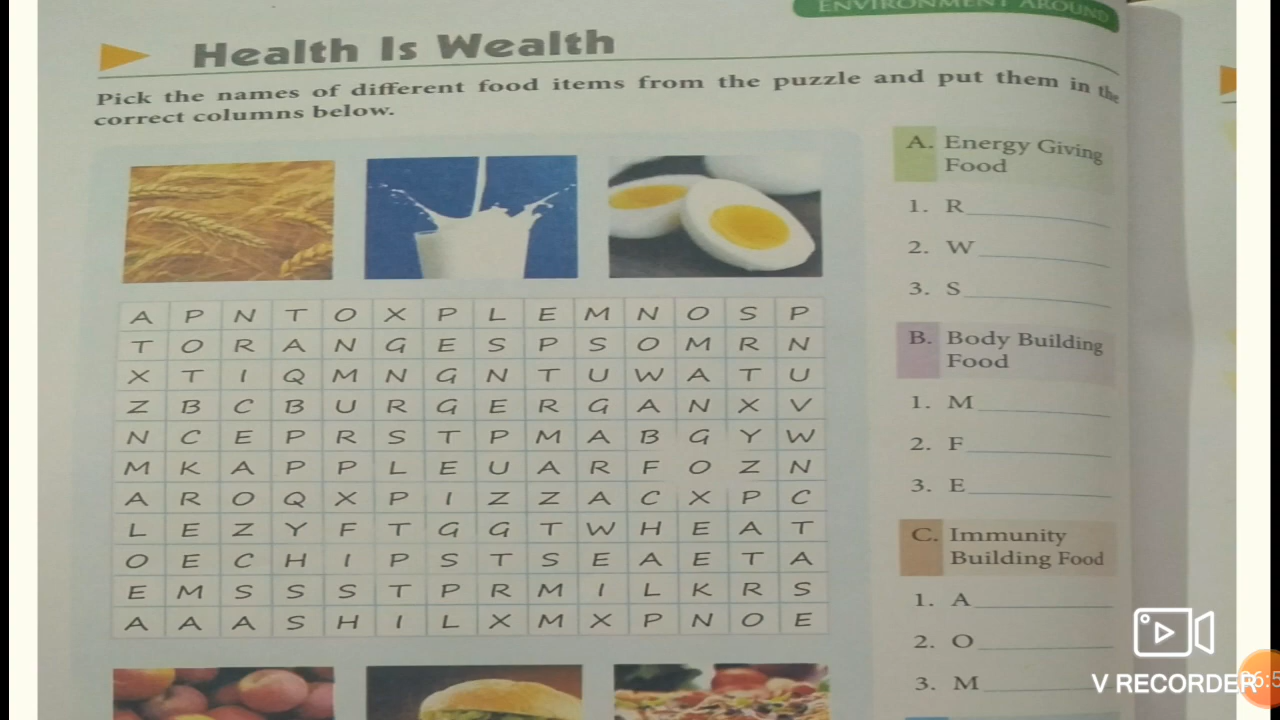 ENVIRONMENT AROUND
Health Is Wealth
Pick the names of different food items from the puzzle and put them in the
correct columns below.
A P N T O X P L E M N O S P
T O R A N G E S P S O M R N
X T I Q M N G N T U W A T U
Z B C B U R G E R G A N X V
N C E P R S T P M A B G Y W
M K A P P L E U A R F O Z N
A R O Q X P I Z Z A C X P C
L E Z Y F T G G T W H E A T
O E C H I P S T S E A E T A
E M S S S T P R M I L K R S
A A A S H I L X M X P N O E
A. Energy Giving
Food
1. R
2. W
3. S
B. Body Building
Food
1. M
2. F
3. E
C. Immunity
Building Food
1. A
2. O
3. M
V RECORDER